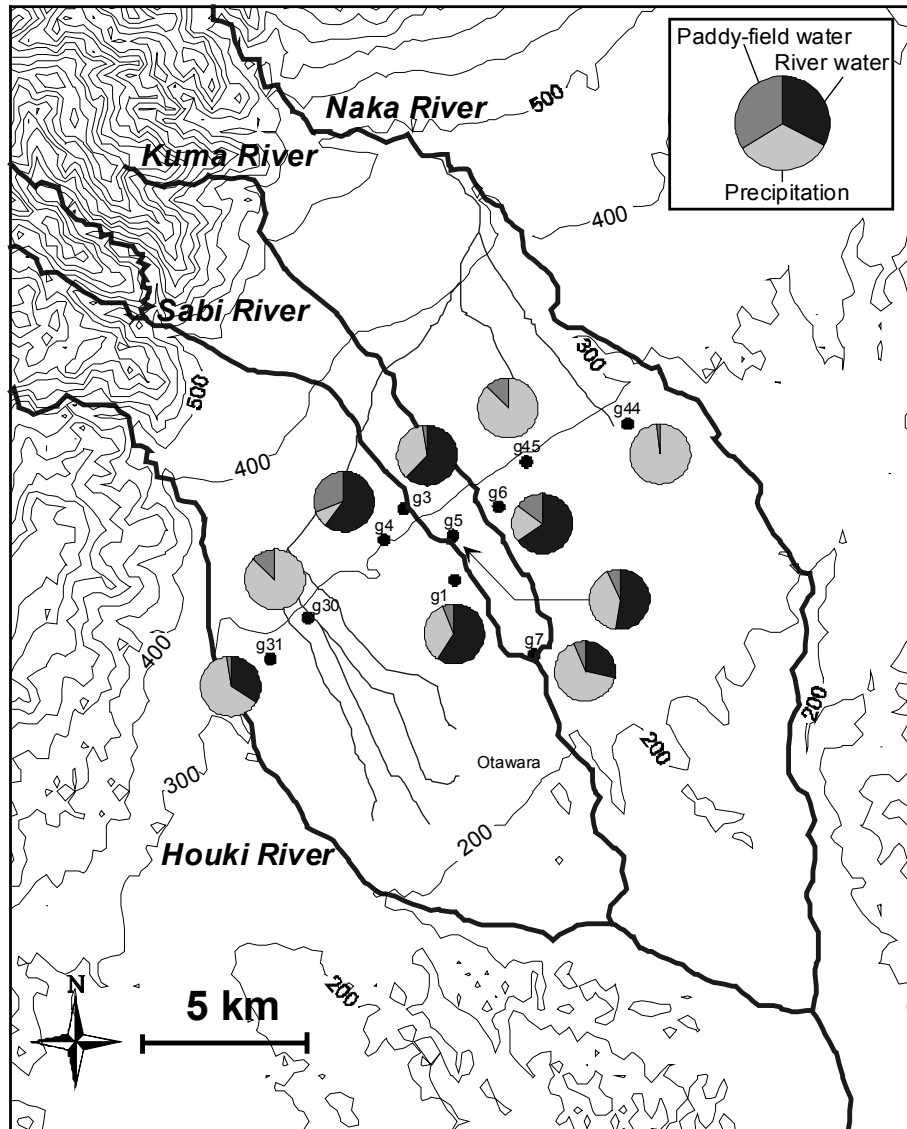 Paddy-field water
River water
Precipitation
500
Naka River
Kuma River
400
Sabi River
300
500
g44
400
g45
g3
g6
g4
g5
g1
g30
g7
g31
400
200
200
Otawara
300
200
Houki River
200
N
5 km